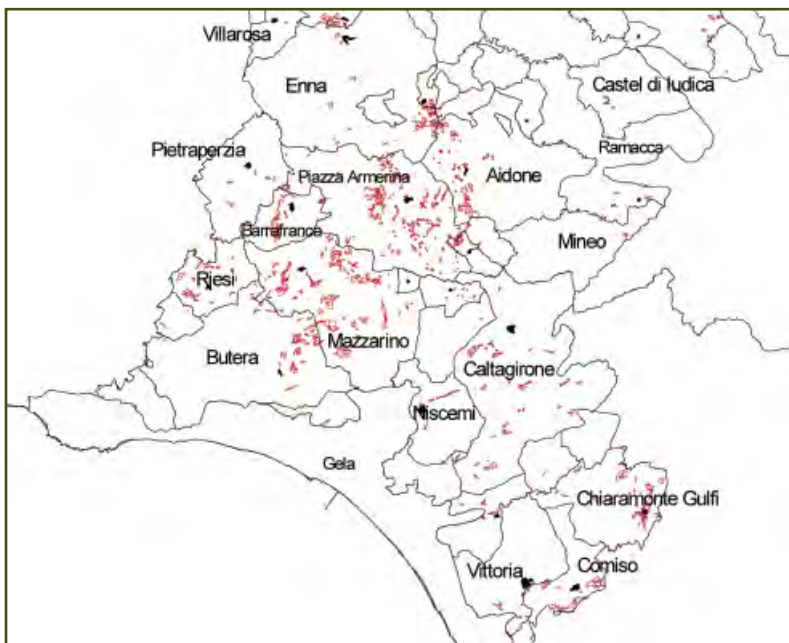 Villarosa
Enna
Castel di Iudica
Pietraperzia
Ramacca
Piazza Armerina
Aidone
Barrafranca
Mineo
Riesi
Mazzarino
Butera
Caltagirone
Niscemi
Gela
Chiaramonte Gulfi
Vittoria
Comiso